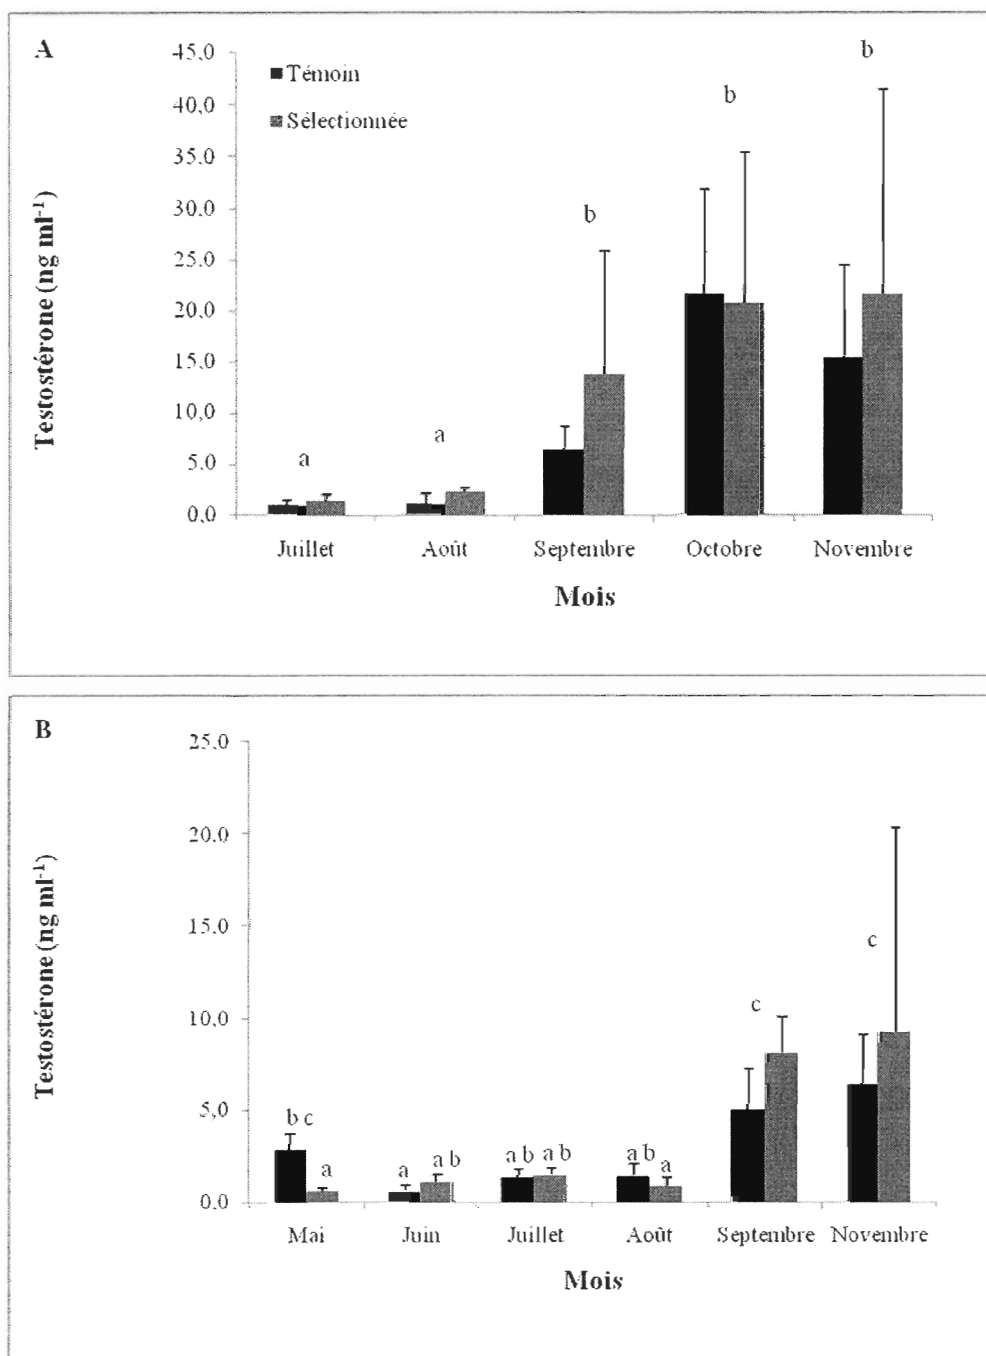 A
45,0
40,0
35.0
30.0
25.0
20.0
15.0
10.0
5.0
0.0
Testostérone (ng ml⁻¹)
Témoin
Sélectionnée
a
a
b
b
b
Juillet Août Septembre Octobre Novembre
Mois
B
25.0
20.0
15.0
10.0
5,0
0.0
Testostérone (ng ml⁻¹)
b c
a
a
a b
a b a b
a b a
c
c
Mai Juin Juillet Août Septembre Novembre
Mois